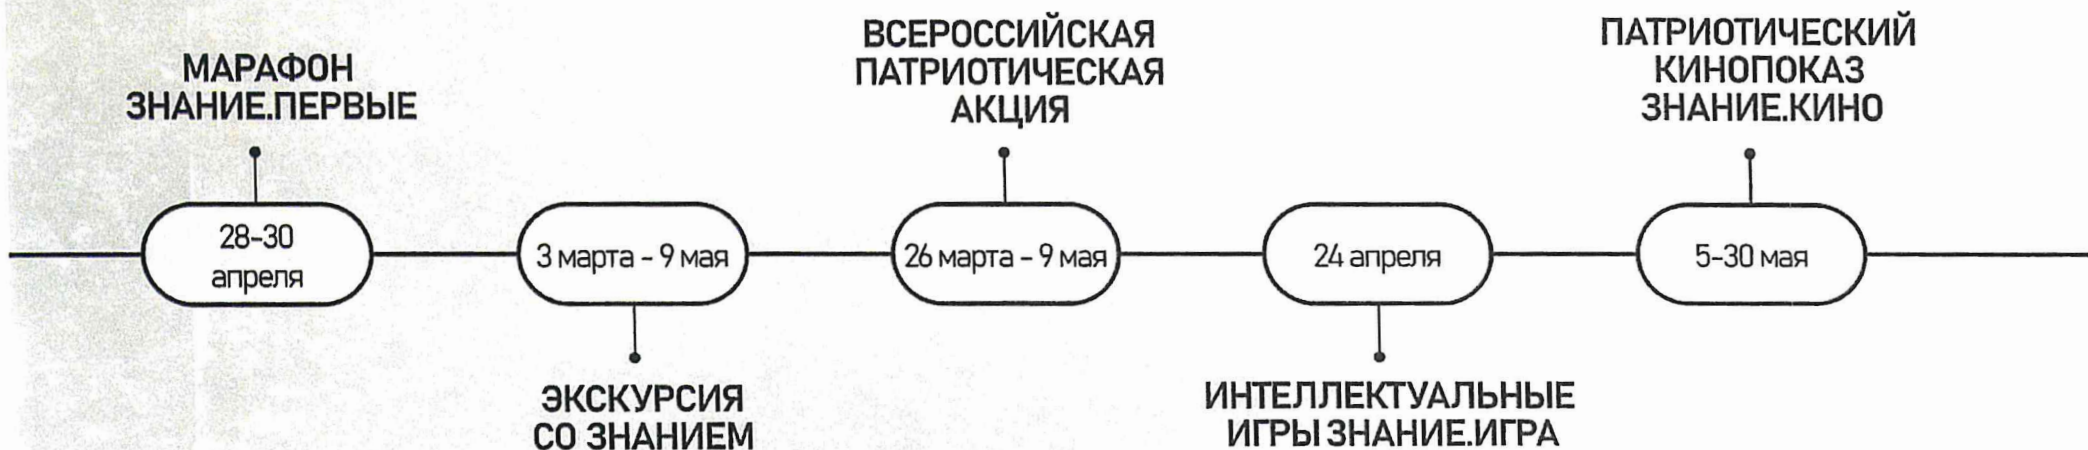 МАРАФОН
ЗНАНИЕ.ПЕРВЫЕ
28-30
апреля
3 марта - 9 мая
ЭКСКУРСИЯ
СО ЗНАНИЕМ
ВСЕРОССИЙСКАЯ
ПАТРИОТИЧЕСКАЯ
АКЦИЯ
26 марта - 9 мая
24 апреля
ИНТЕЛЛЕКТУАЛЬНЫЕ
ИГРЫ ЗНАНИЕ.ИГРА
ПАТРИОТИЧЕСКИЙ
КИНОПОКАЗ
ЗНАНИЕ.КИНО
5-30 мая